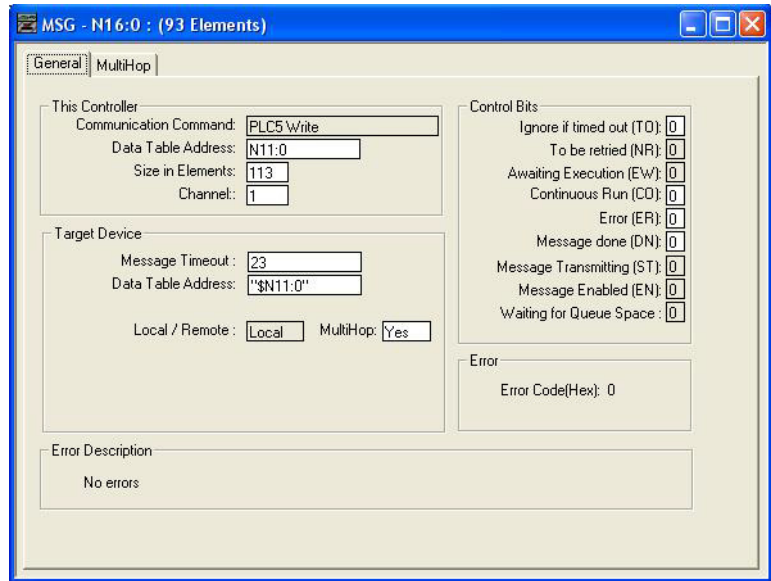 MSG - N16:0 : (93 Elements)
General MultiHop
This Controller
Communication Command: PLC5 Write
Data Table Address: N11:0
Size in Elements: 113
Channel:: 1
Target Device
Message Timeout : 23
Data Table Address: "$N11:0"
Local / Remote : Local MultiHop: Yes
Control Bits
Ignore if timed out (TO): 0
To be retried (NR): 0
Awaiting Execution (EW): 0
Continuous Run (CO): 0
Error (ER): 0
Message done (DN): 0
Message Transmitting (ST): 0
Message Enabled (EN): 0
Waiting for Queue Space : 0
Error
Error Code(Hex): 0
Error Description
No errors